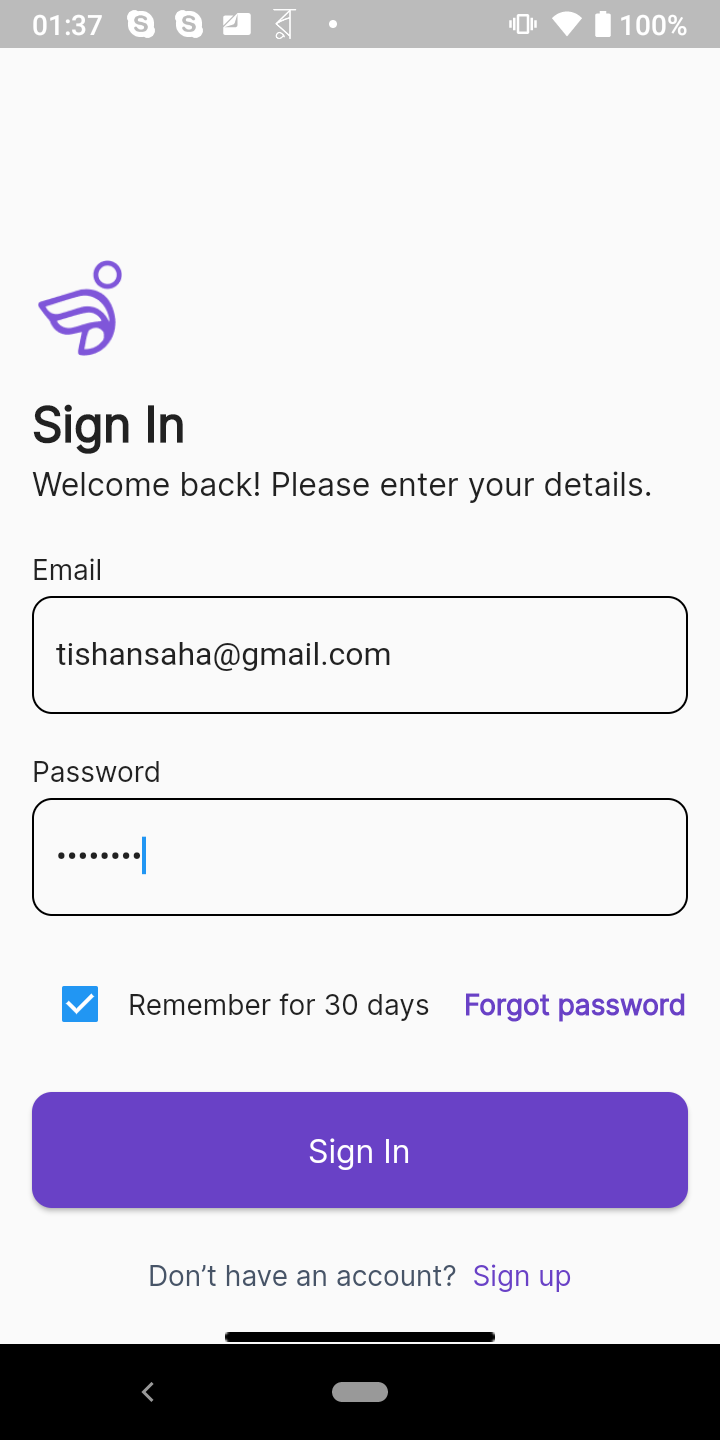 01:37 100%
Sign In
Welcome back! Please enter your details.
Email
tishansaha@gmail.com
Password
••••••••
Remember for 30 days Forgot password
Sign In
Don’t have an account? Sign up